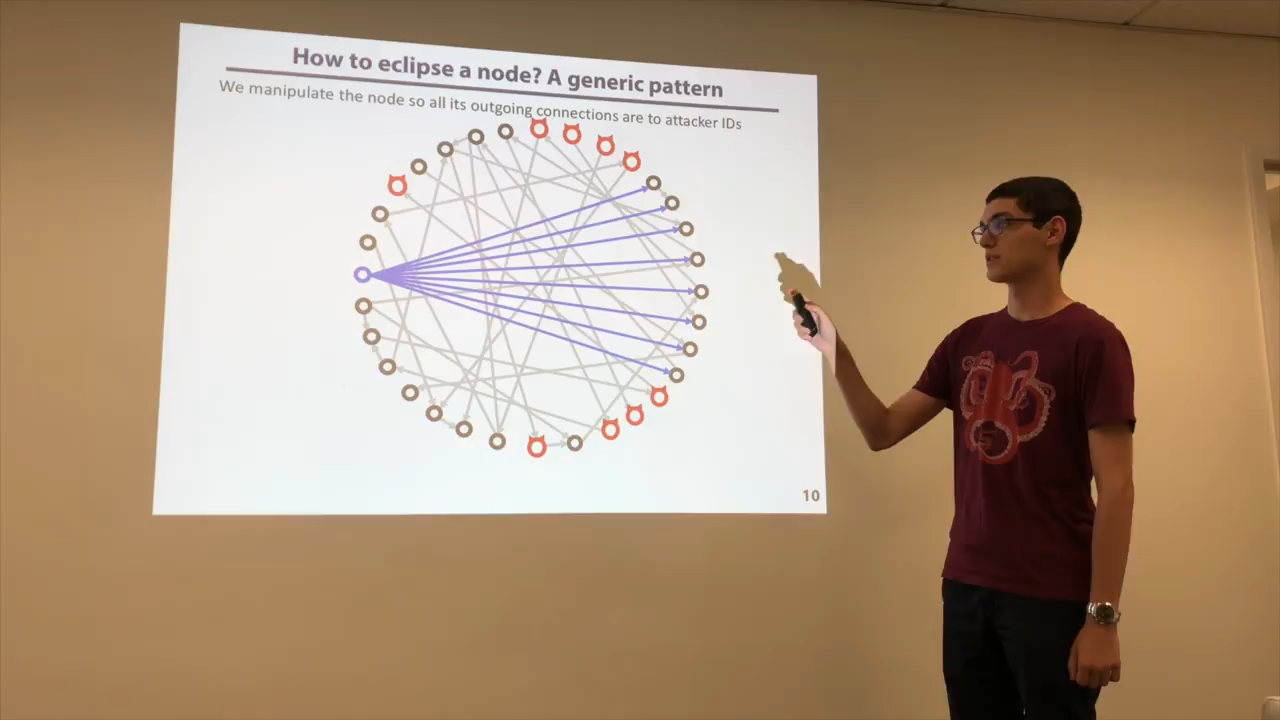 How to eclipse a node? A generic pattern
We manipulate the node so all its outgoing connections are to attacker IDs
10